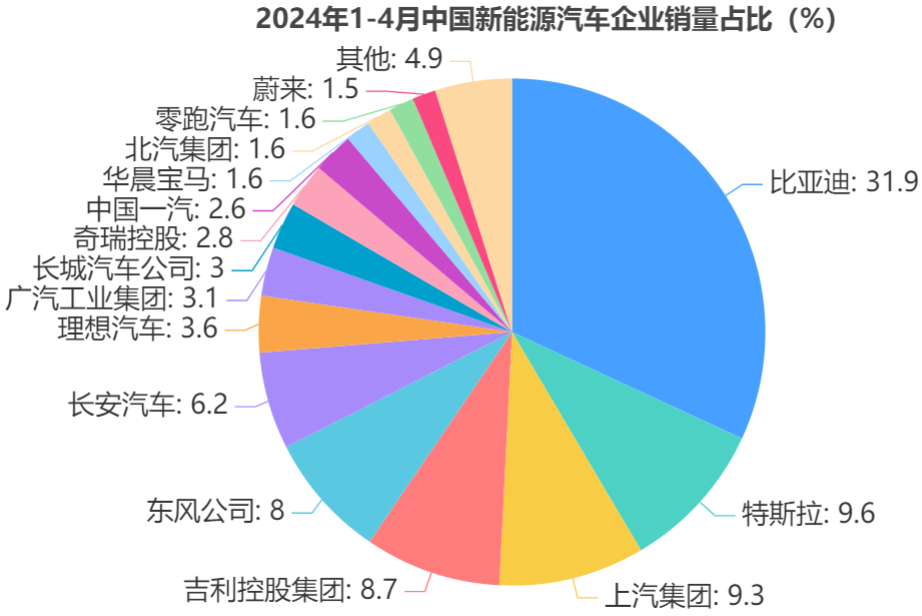 2024年1-4月中国新能源汽车企业销量占比（%）
其他: 4.9
蔚来: 1.5
零跑汽车: 1.6
北汽集团: 1.6
华晨宝马: 1.6
中国一汽: 2.6
奇瑞控股: 2.8
长城汽车公司: 3
广汽工业集团: 3.1
理想汽车: 3.6
长安汽车: 6.2
东风公司: 8
吉利控股集团: 8.7
上汽集团: 9.3
特斯拉: 9.6
比亚迪: 31.9